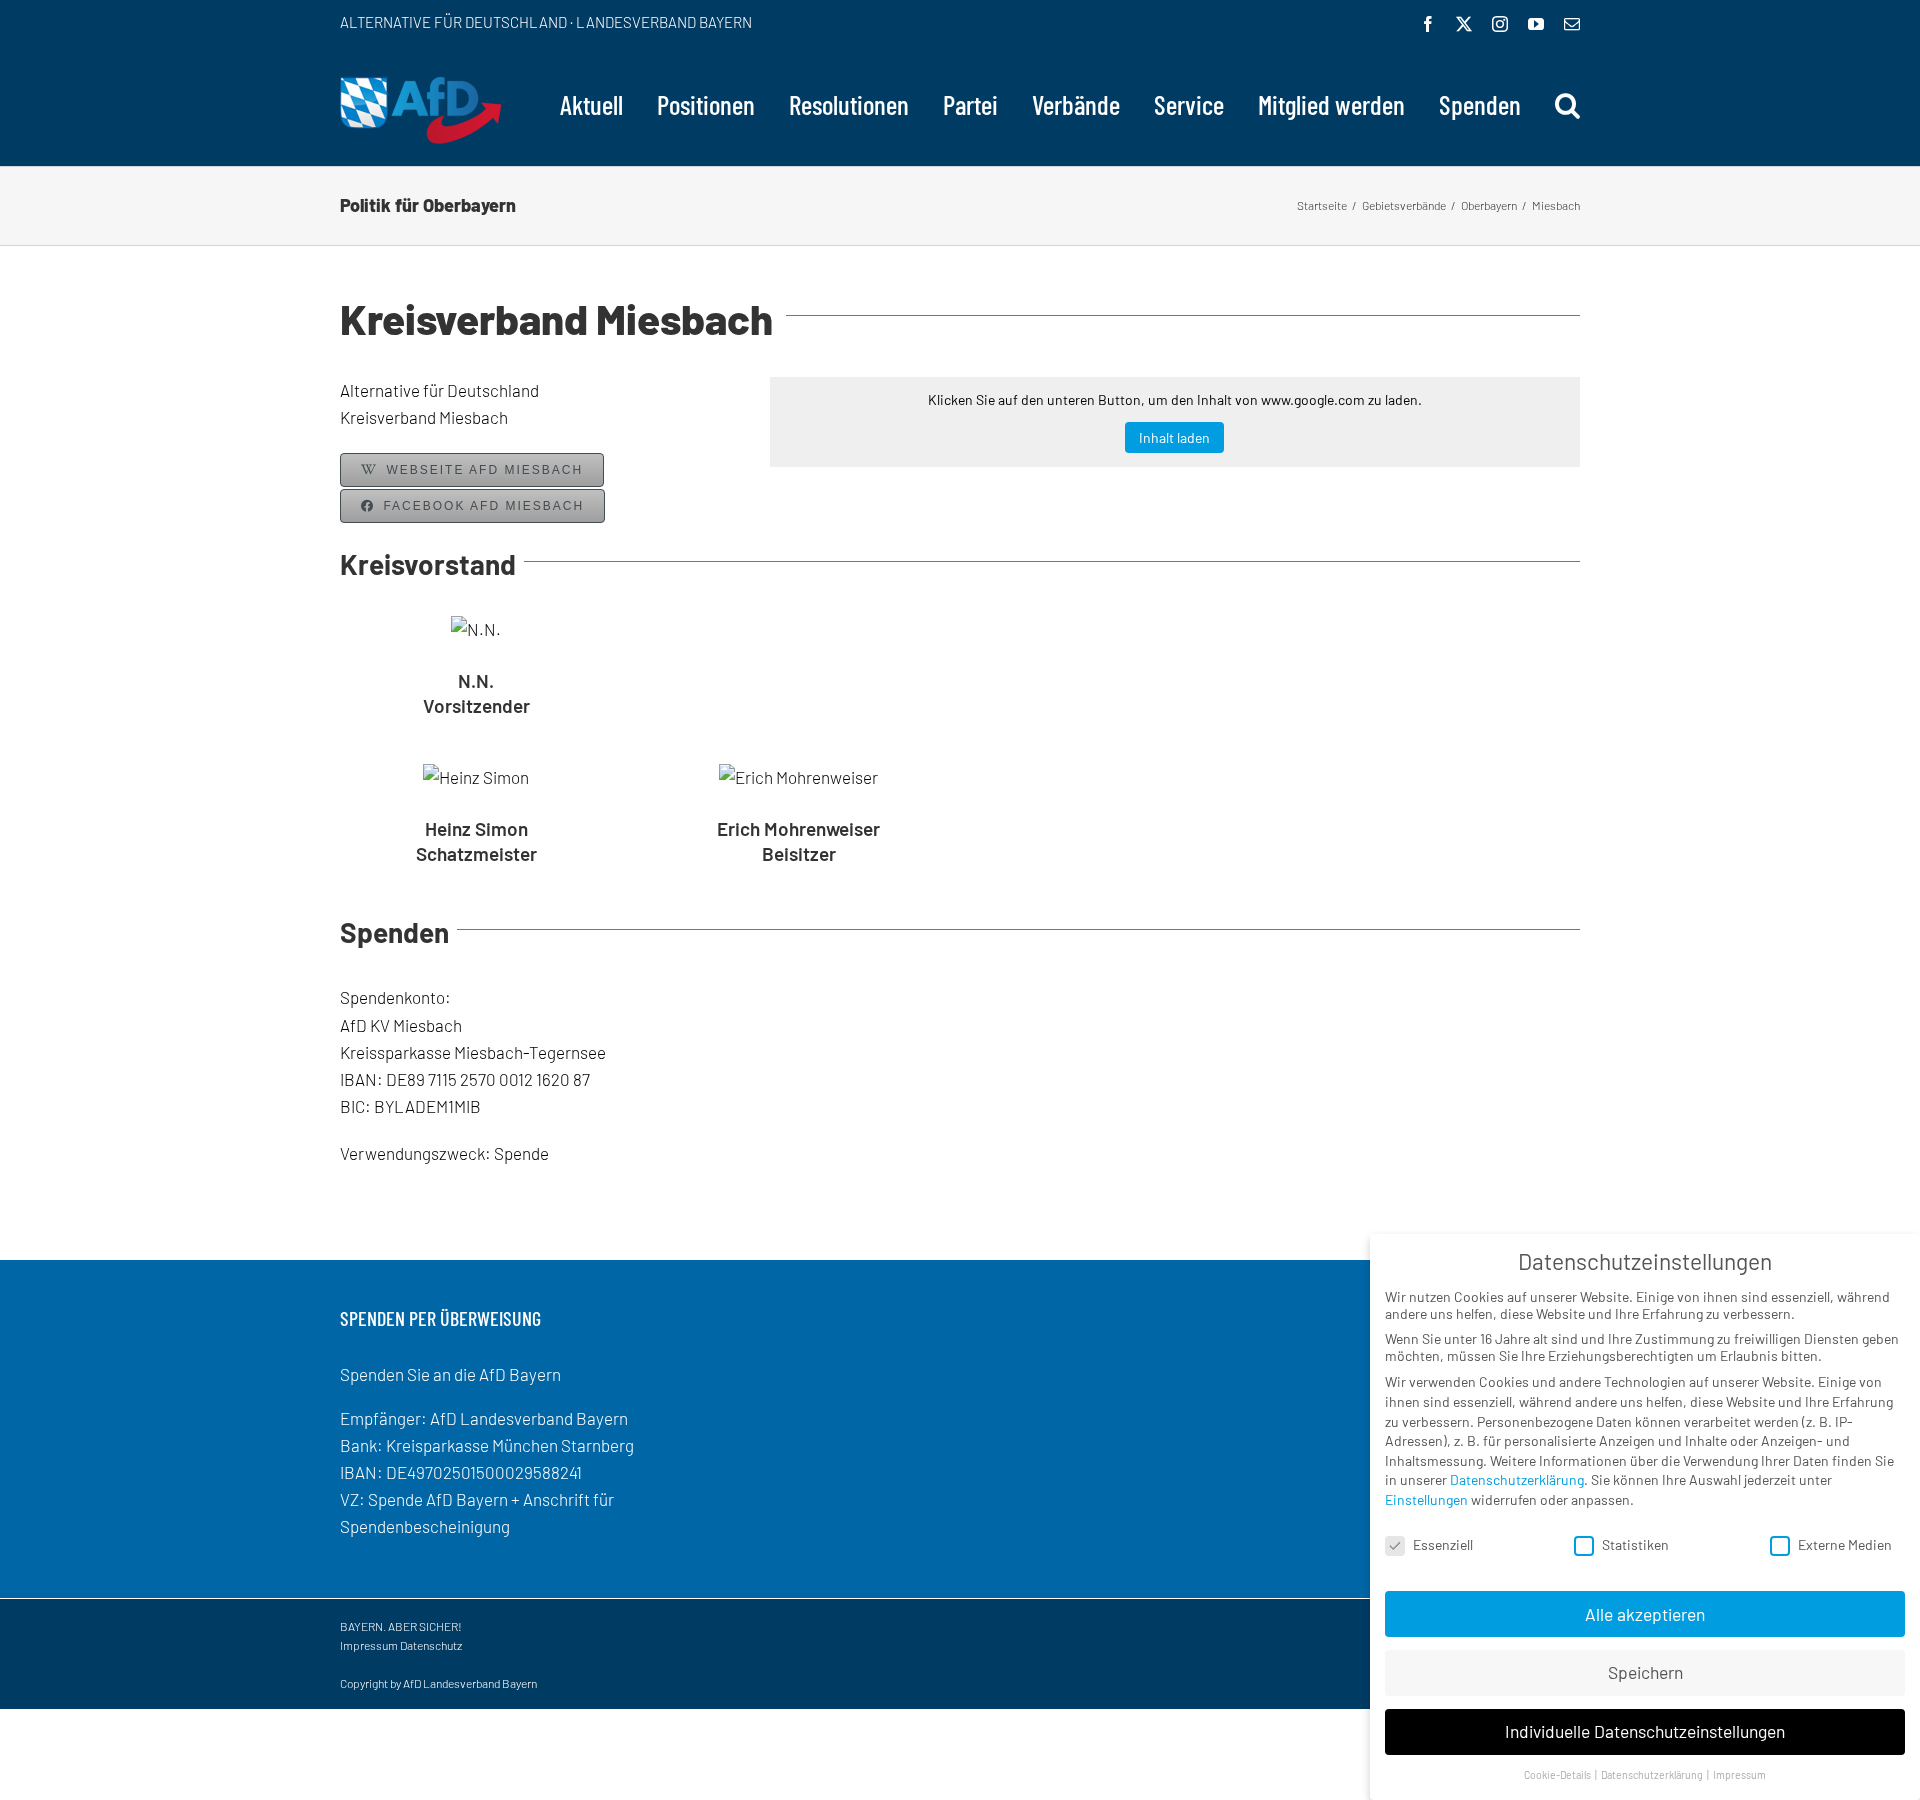 ALTERNATIVE FÜR DEUTSCHLAND · LANDESVERBAND BAYERN
AfD
Aktuell Positionen Resolutionen Partei Verbände Service Mitglied werden Spenden
Politik für Oberbayern
Startseite / Gebietsverbände / Oberbayern / Miesbach
Kreisverband Miesbach
Alternative für Deutschland
Kreisverband Miesbach
WEBSEITE AFD MIESBACH
FACEBOOK AFD MIESBACH
Klicken Sie auf den unteren Button, um den Inhalt von www.google.com zu laden.
Inhalt laden
Kreisvorstand
N.N.
N.N.
Vorsitzender
Heinz Simon
Heinz Simon
Schatzmeister
Erich Mohrenweiser
Erich Mohrenweiser
Beisitzer
Spenden
Spendenkonto:
AfD KV Miesbach
Kreissparkasse Miesbach-Tegernsee
IBAN: DE89 7115 2570 0012 1620 87
BIC: BYLADEM1MIB
Verwendungszweck: Spende
SPENDEN PER ÜBERWEISUNG
Spenden Sie an die AfD Bayern
Empfänger: AfD Landesverband Bayern
Bank: Kreisparkasse München Starnberg
IBAN: DE49702501500029588241
VZ: Spende AfD Bayern + Anschrift für
Spendenbescheinigung
BAYERN. ABER SICHER!
Impressum Datenschutz
Copyright by AfD Landesverband Bayern
Datenschutzeinstellungen
Wir nutzen Cookies auf unserer Website. Einige von ihnen sind essenziell, während
andere uns helfen, diese Website und Ihre Erfahrung zu verbessern.
Wenn Sie unter 16 Jahre alt sind und Ihre Zustimmung zu freiwilligen Diensten geben
möchten, müssen Sie Ihre Erziehungsberechtigten um Erlaubnis bitten.
Wir verwenden Cookies und andere Technologien auf unserer Website. Einige von
ihnen sind essenziell, während andere uns helfen, diese Website und Ihre Erfahrung
zu verbessern. Personenbezogene Daten können verarbeitet werden (z. B. IP-
Adressen), z. B. für personalisierte Anzeigen und Inhalte oder Anzeigen- und
Inhaltsmessung. Weitere Informationen über die Verwendung Ihrer Daten finden Sie
in unserer Datenschutzerklärung. Sie können Ihre Auswahl jederzeit unter
Einstellungen widerrufen oder anpassen.
Essenziell Statistiken Externe Medien
Alle akzeptieren
Speichern
Individuelle Datenschutzeinstellungen
Cookie-Details | Datenschutzerklärung | Impressum